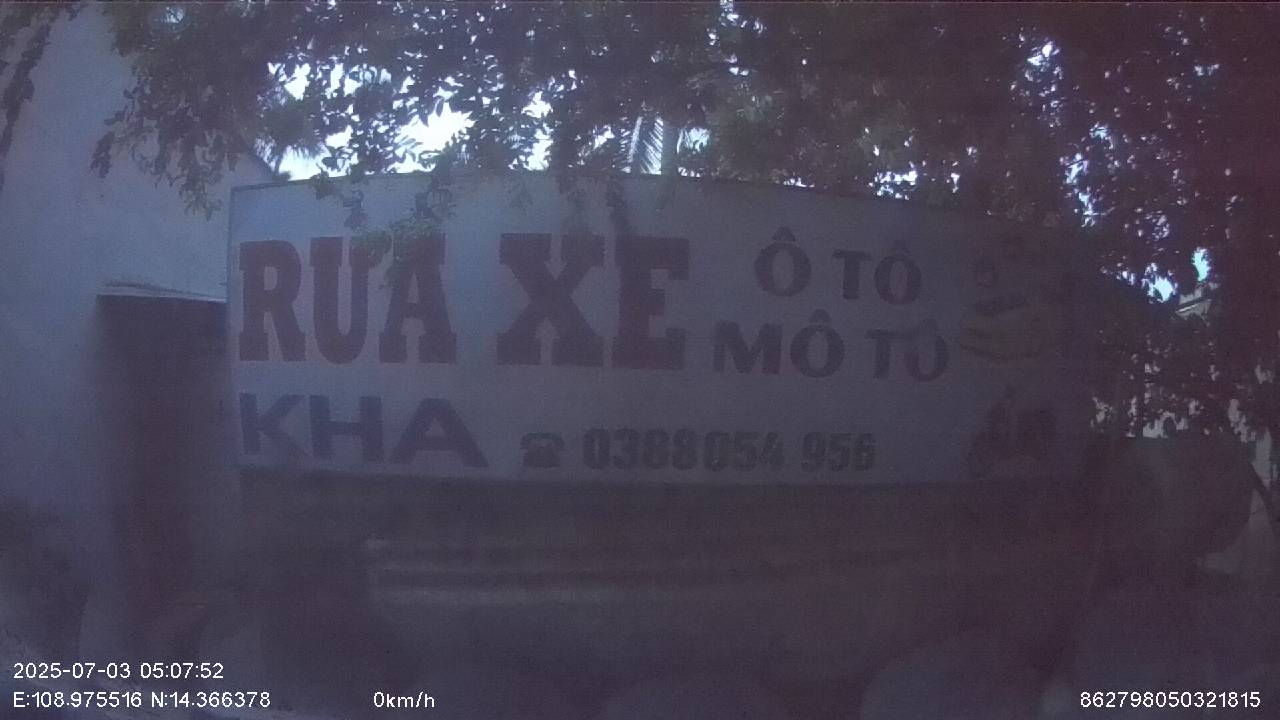 RUA XE
Ô TÔ
MÔ TÔ
KHA ☎ 0388054 956
2025-07-03 05:07:52
E:108.975516 N:14.366378 0km/h 862798050321815